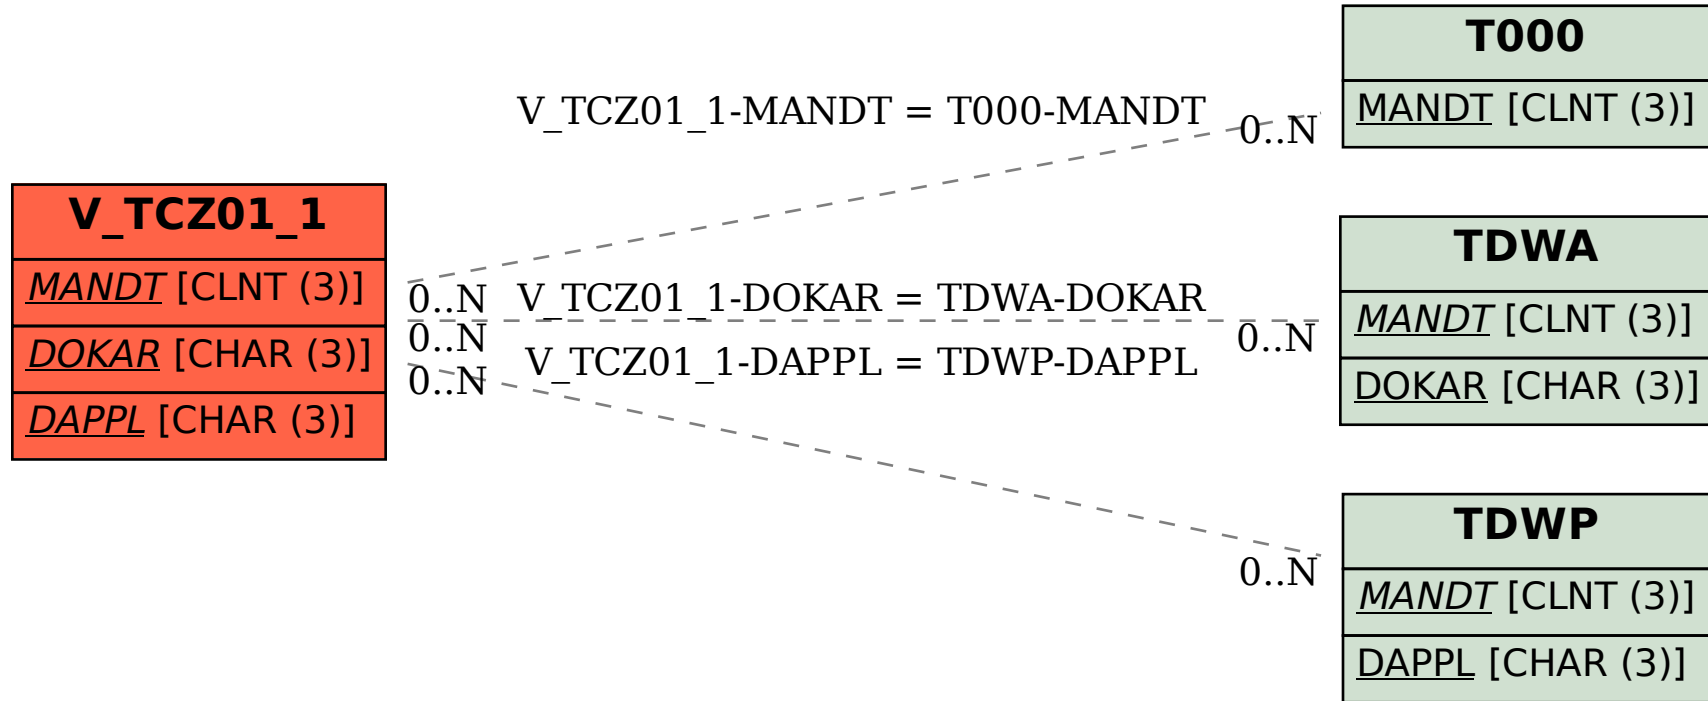 T000
MANDT [CLNT (3)]
V_TCZ01_1-MANDT = T000-MANDT
0..N
V_TCZ01_1
MANDT [CLNT (3)]
DOKAR [CHAR (3)]
DAPPL [CHAR (3)]
0..N
V_TCZ01_1-DOKAR = TDWA-DOKAR
0..N
0..N
V_TCZ01_1-DAPPL = TDWP-DAPPL
0..N
TDWA
MANDT [CLNT (3)]
DOKAR [CHAR (3)]
0..N
TDWP
MANDT [CLNT (3)]
DAPPL [CHAR (3)]